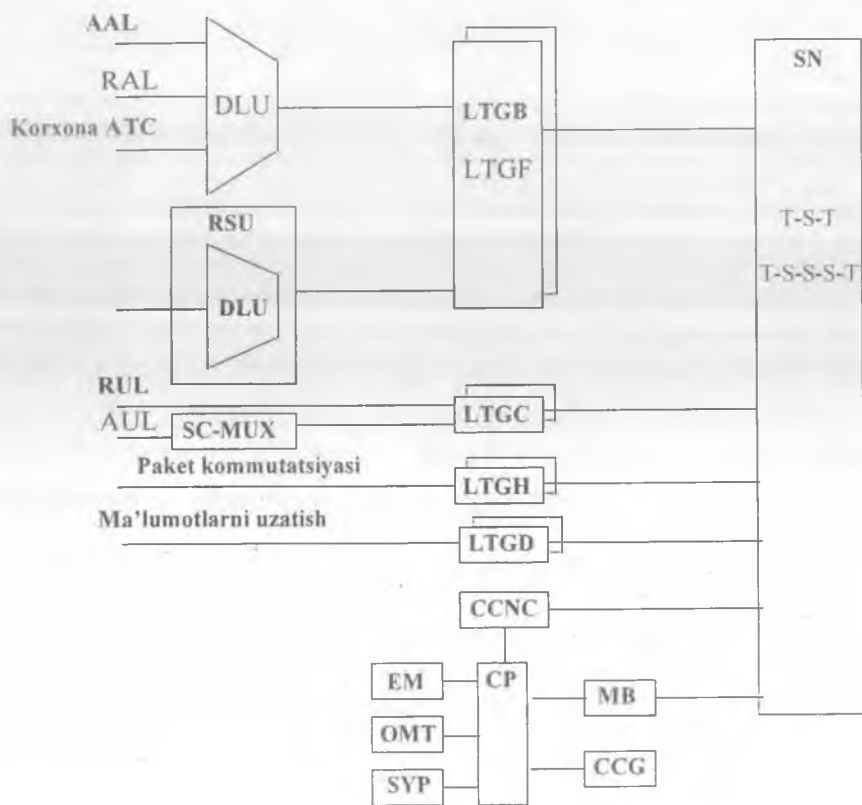 AAL
RAL
Korxona ATC
DLU
LTGB
LTGF
SN
T-S-T
T-S-S-S-T
RSU
DLU
RUL
AUL
SC-MUX
LTGC
Paket kommutatsiyasi
LTGH
Ma’lumotlarni uzatish
LTGD
CCNC
EM
CP
MB
OMT
SYP
CCG